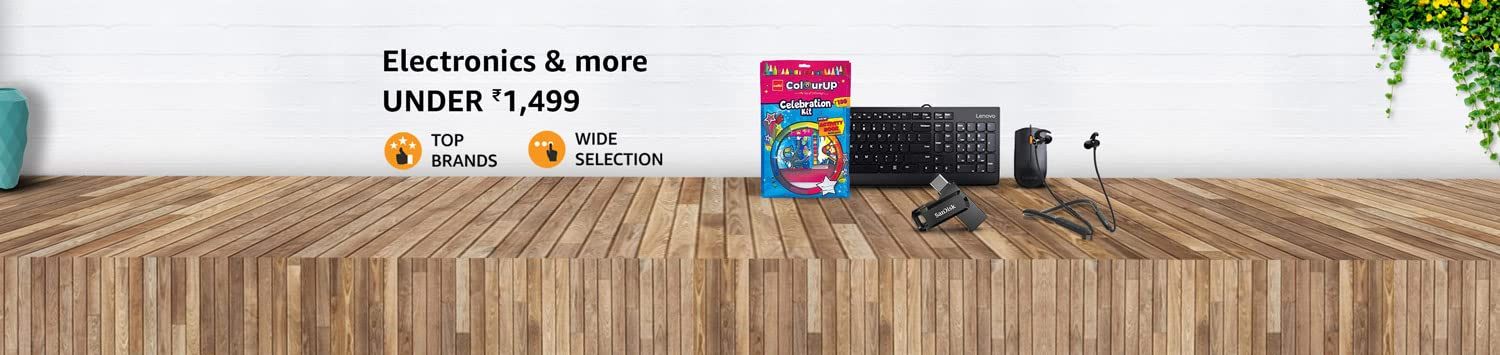 Electronics & more
UNDER ₹1,499
TOP
BRANDS
WIDE
SELECTION
ColourUP
Celebration
Kit
Lenovo
SanDisk